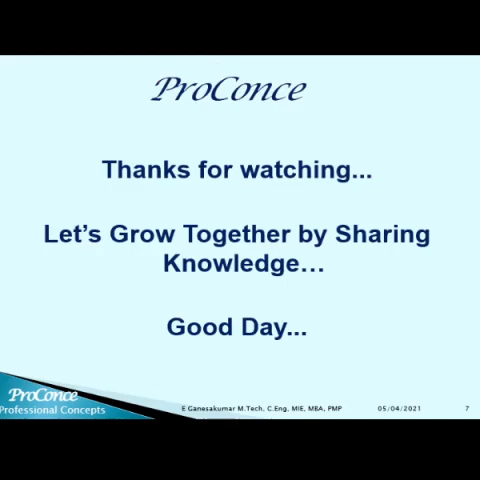 ProConce
Thanks for watching...
Let's Grow Together by Sharing
Knowledge...
Good Day...
ProConce
Professional Concepts
E Ganesakumar M.Tech, C.Eng, MIE, MBA, PMP
05/04/2021
7